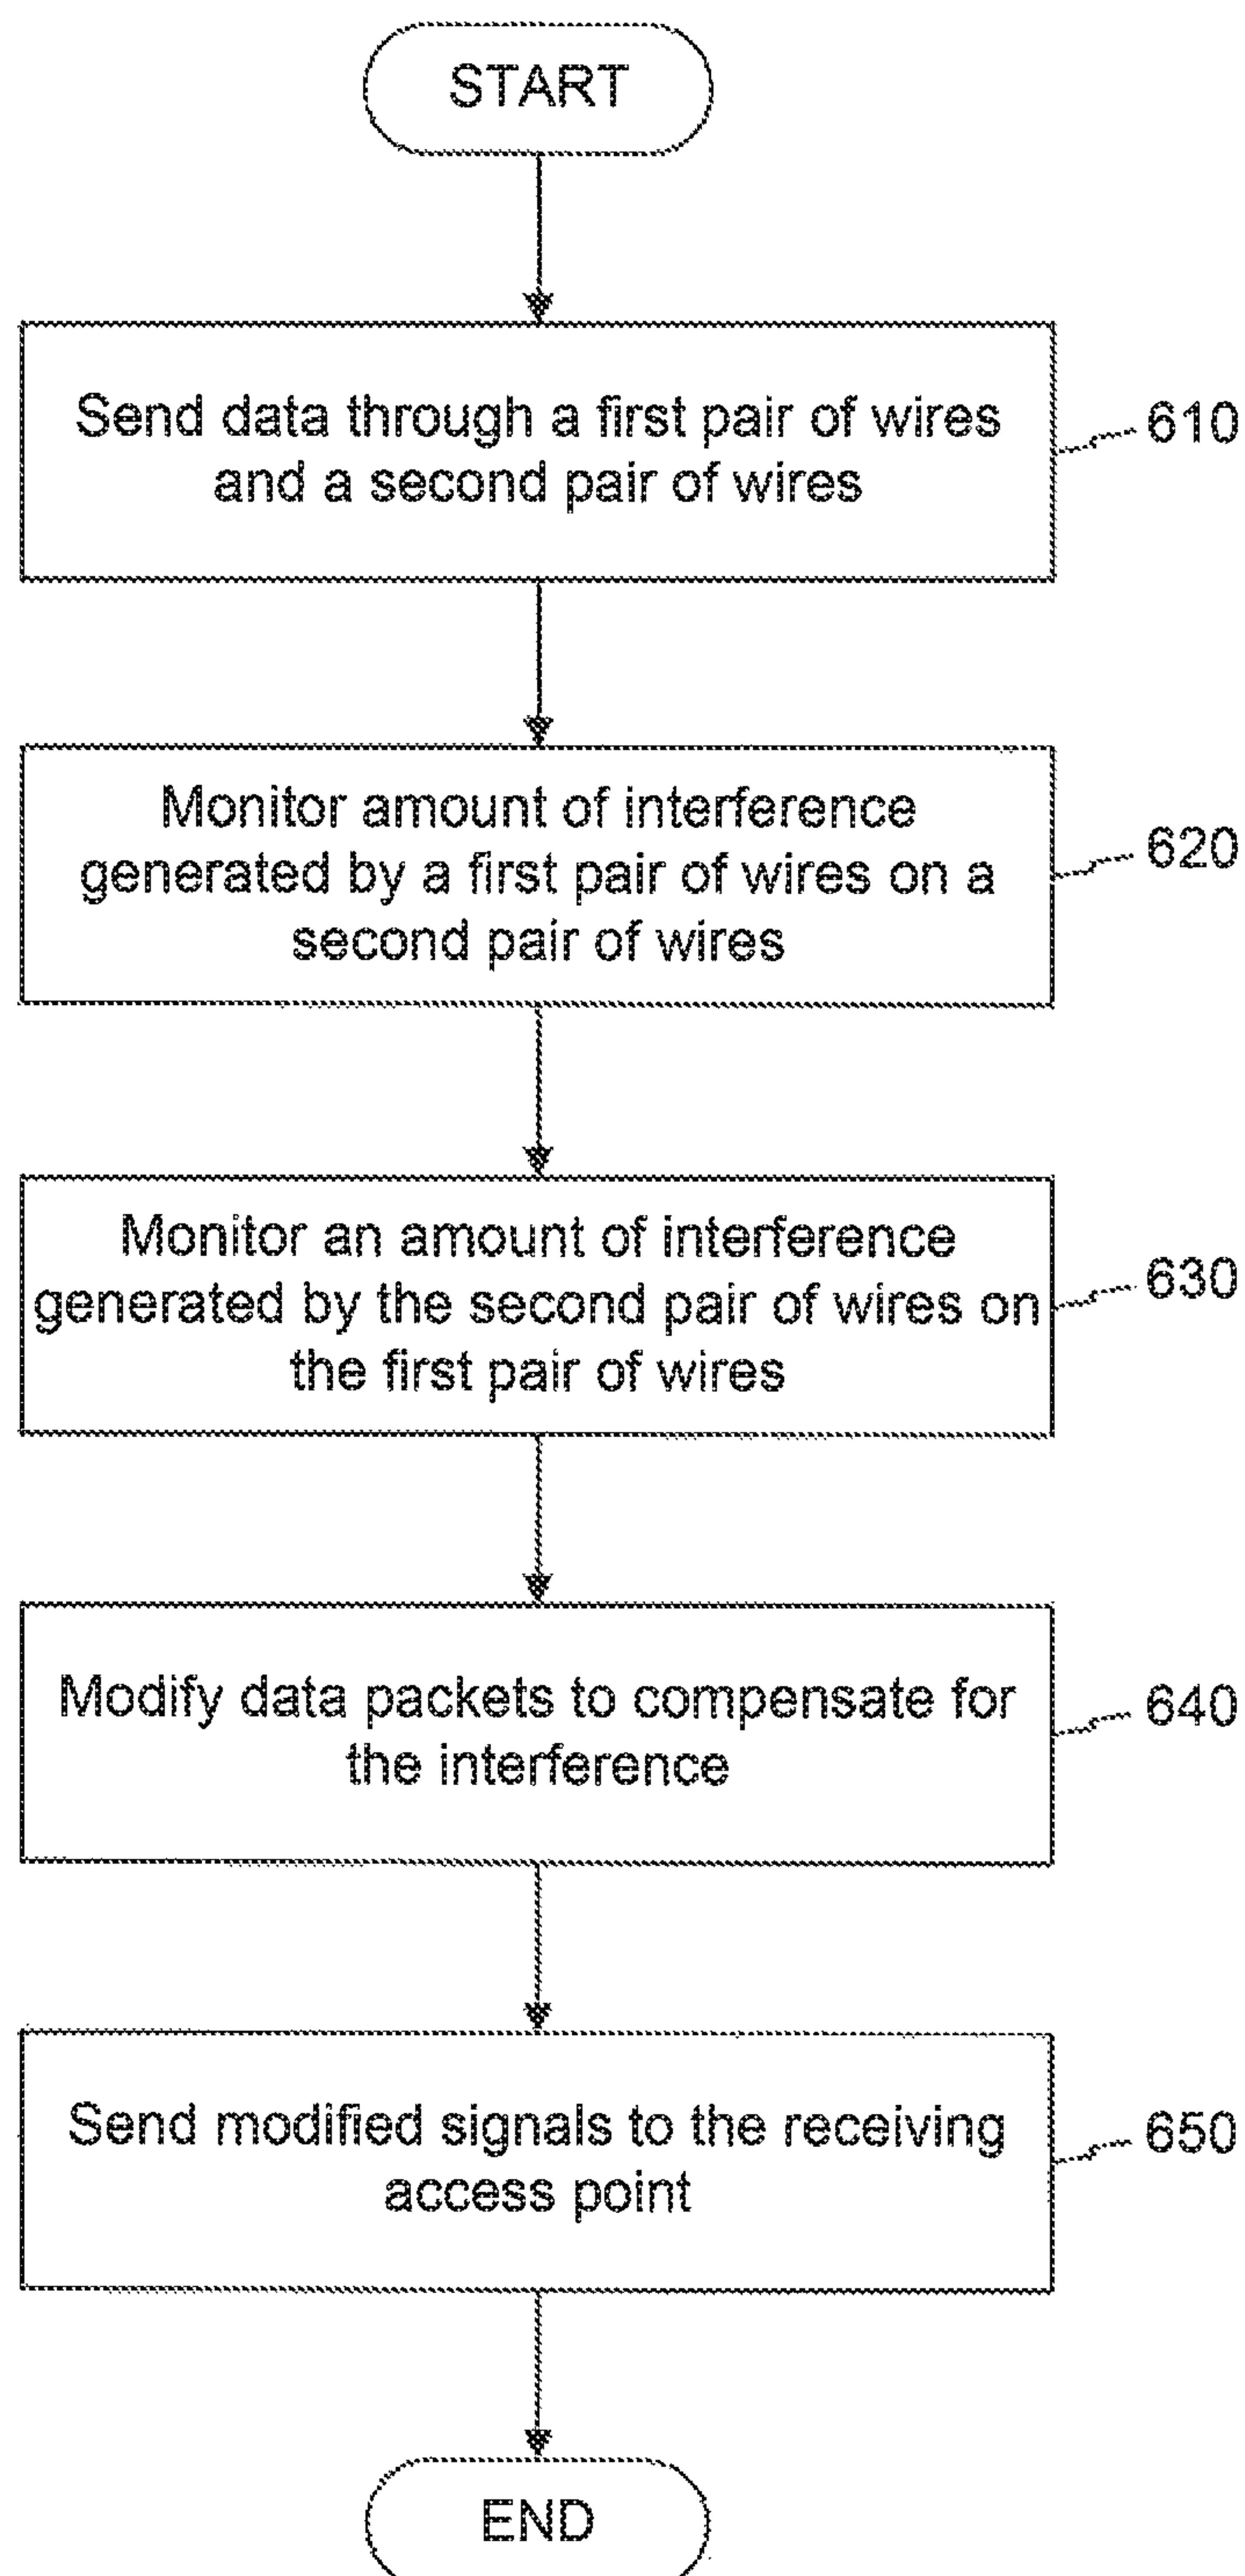 START
Send data through a first pair of wires
and a second pair of wires
610
Monitor amount of interference
generated by a first pair of wires on a
second pair of wires
620
Monitor an amount of interference
generated by the second pair of wires on
the first pair of wires
630
Modify data packets to compensate for
the interference
640
Send modified signals to the receiving
access point
650
END